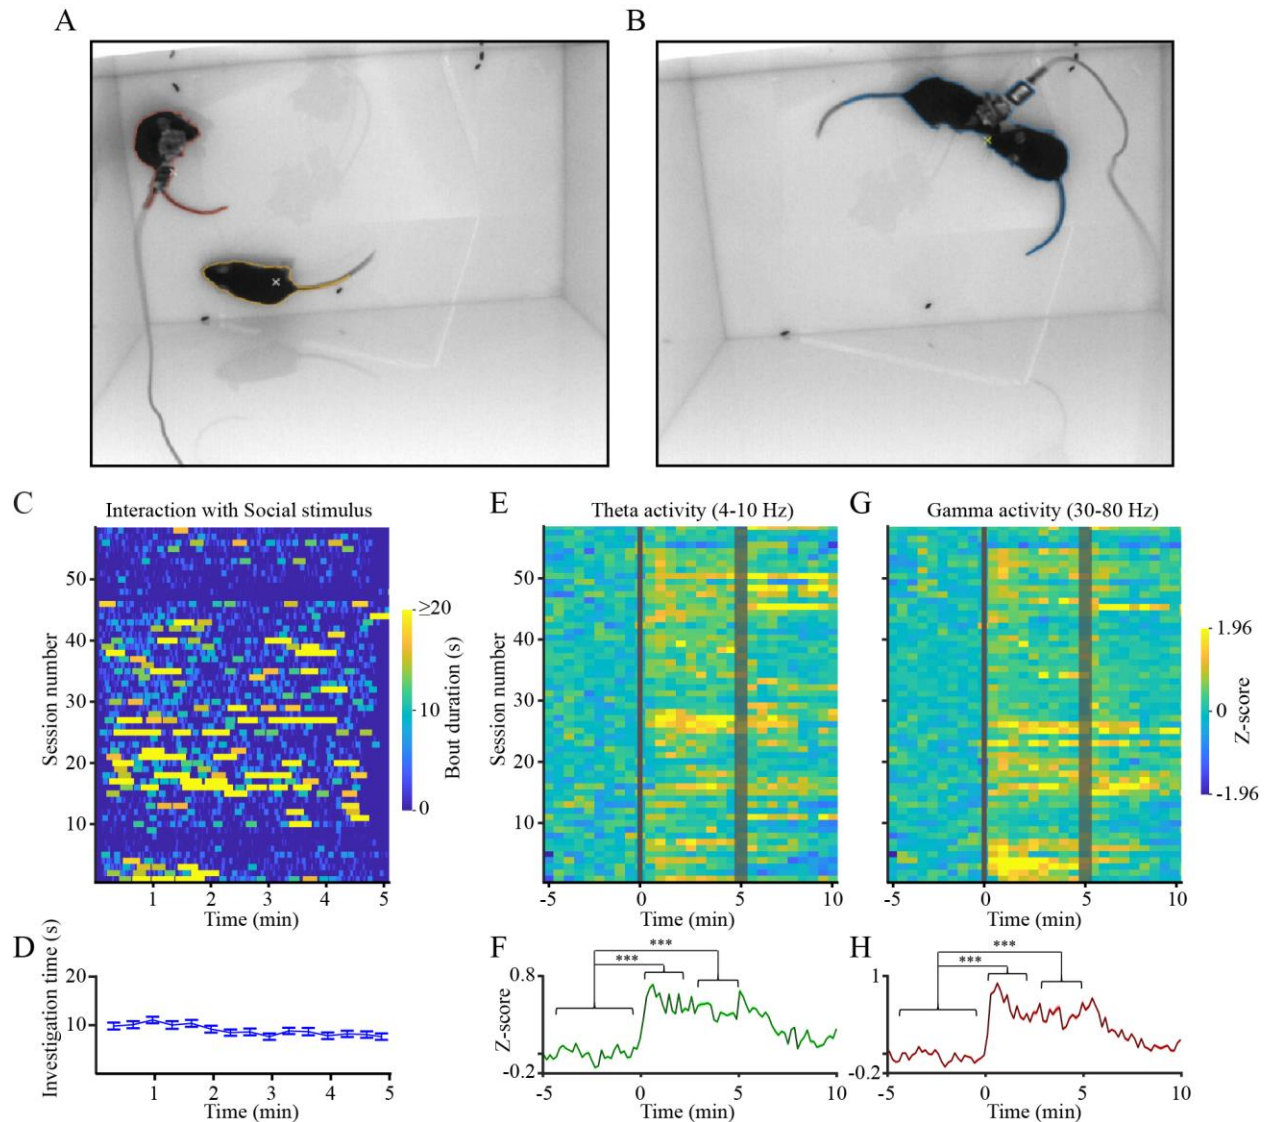 A
B
C
Interaction with Social stimulus
Session number
50
40
30
20
10
1
2
3
4
5
Time (min)
≥20
10
0
Bout duration (s)
E
Theta activity (4-10 Hz)
Session number
50
40
30
20
10
-5
0
5
10
Time (min)
G
Gamma activity (30-80 Hz)
-5
0
5
10
Time (min)
1.96
0
-1.96
Z-score
D
Investigation time (s)
20
10
1
2
3
4
5
Time (min)
F
***
***
Z-score
0.8
-0.2
-5
0
5
10
Time (min)
H
***
***
1
-0.2
-5
0
5
10
Time (min)